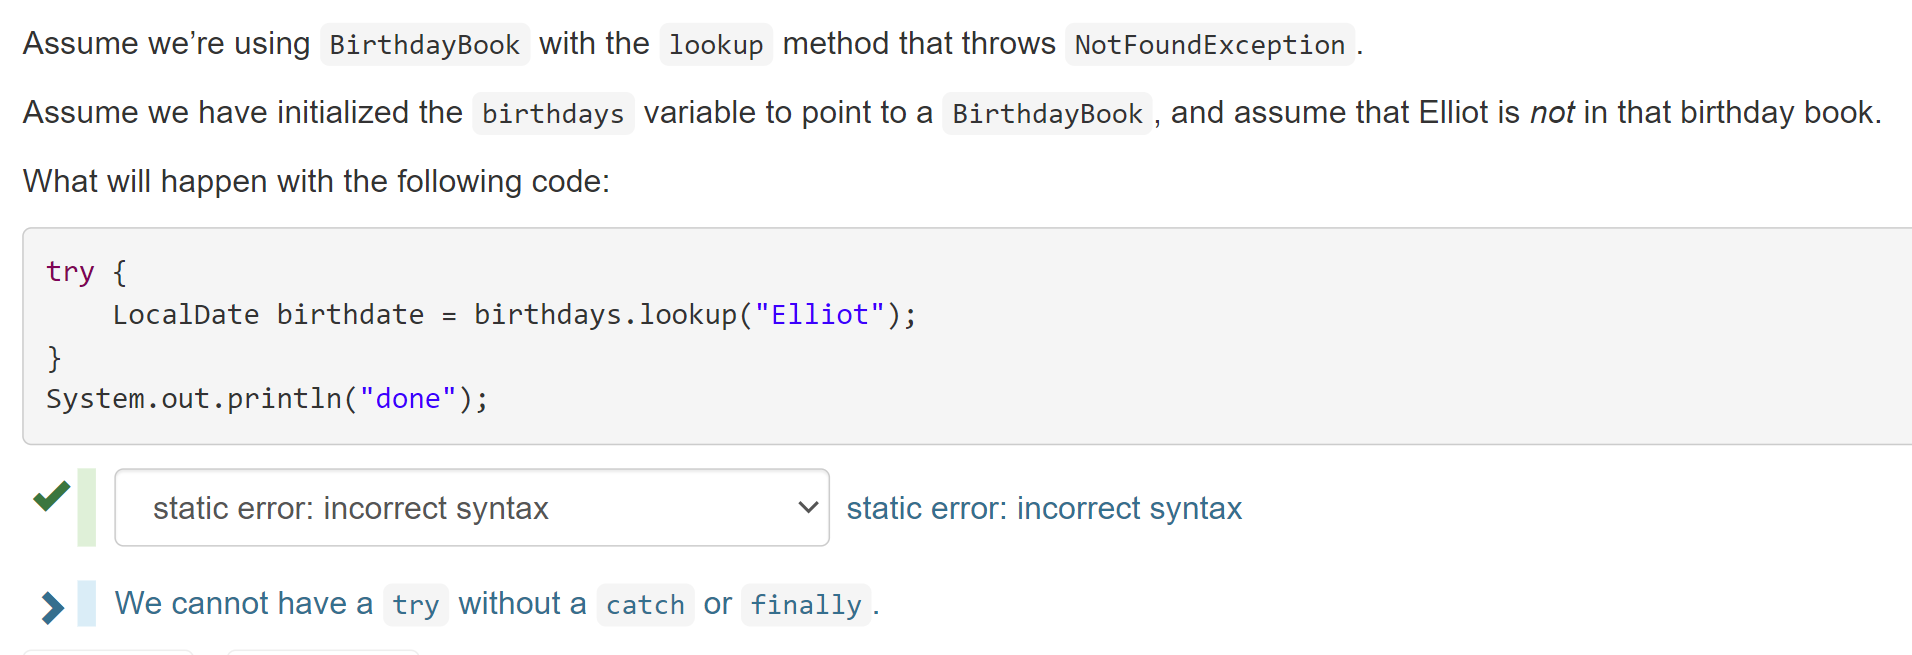 Assume we’re using BirthdayBook with the lookup method that throws NotFoundException.
Assume we have initialized the birthdays variable to point to a BirthdayBook, and assume that Elliot is not in that birthday book.
What will happen with the following code:
try {
    LocalDate birthdate = birthdays.lookup("Elliot");
}
System.out.println("done");
static error: incorrect syntax static error: incorrect syntax
We cannot have a try without a catch or finally.